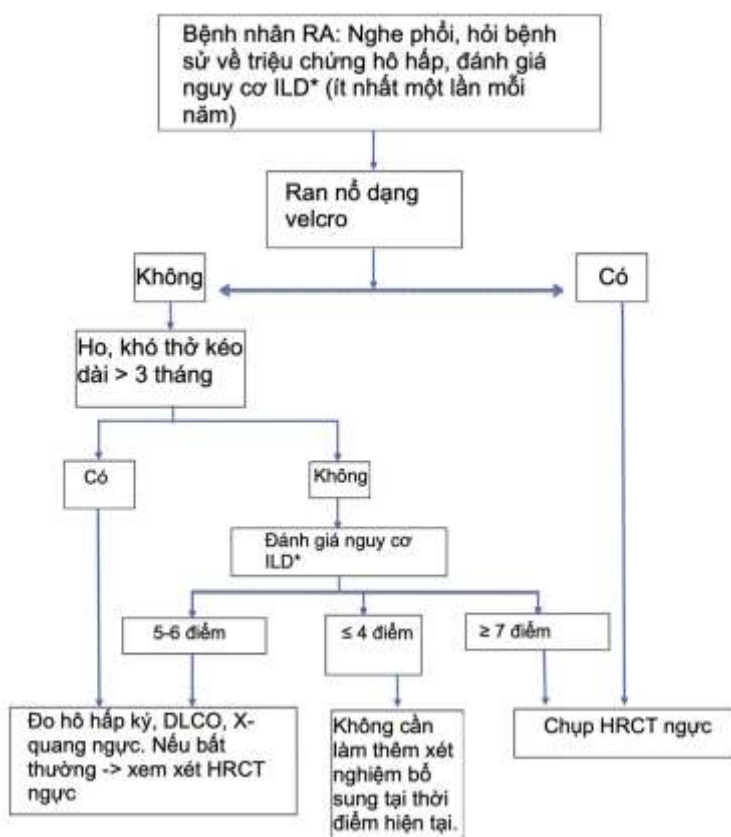 Bệnh nhân RA: Nghe phổi, hỏi bệnh
sử về triệu chứng hô hấp, đánh giá
nguy cơ ILD* (ít nhất một lần mỗi
năm)
Ran nổ dạng
velcro
Không
Có
Ho, khó thở kéo
dài > 3 tháng
Có
Không
Đánh giá nguy cơ
ILD*
5-6 điểm
≤ 4 điểm
≥ 7 điểm
Đo hô hấp ký, DLCO, X-
quang ngực. Nếu bất
thường -> xem xét HRCT
ngực
Không cần
làm thêm xét
nghiệm bổ
sung tại thời
điểm hiện tại.
Chụp HRCT ngực